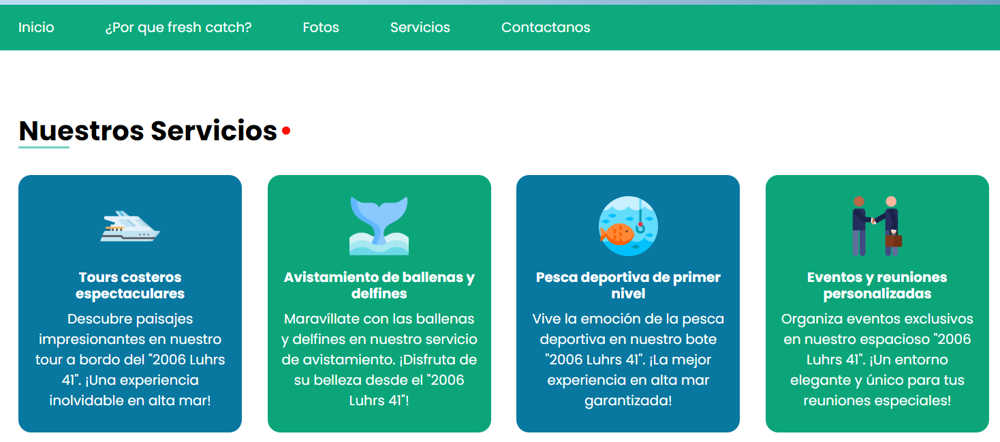 Inicio
¿Por que fresh catch?
Fotos
Servicios
Contactanos
Nuestros Servicios
Tours costeros
espectaculares
Descubre paisajes
impresionantes en nuestro
tour a bordo del "2006 Luhrs
41". ¡Una experiencia
inolvidable en alta mar!
Avistamiento de ballenas y
delfines
Maravíllate con las ballenas
y delfines en nuestro servicio
de avistamiento. ¡Disfruta de
su belleza desde el "2006
Luhrs 41"!
Pesca deportiva de primer
nivel
Vive la emoción de la pesca
deportiva en nuestro bote
"2006 Luhrs 41". ¡La mejor
experiencia en alta mar
garantizada!
Eventos y reuniones
personalizadas
Organiza eventos exclusivos
en nuestro espacioso "2006
Luhrs 41". ¡Un entorno
elegante y único para tus
reuniones especiales!